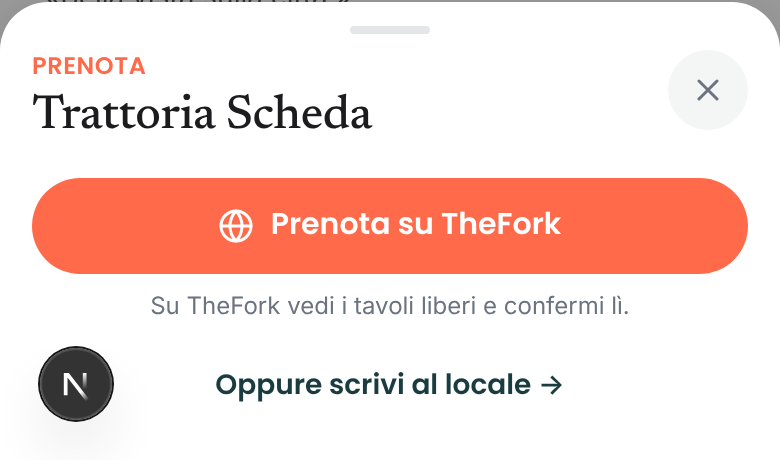 PRENOTA
Trattoria Scheda
Prenota su TheFork
Su TheFork vedi i tavoli liberi e confermi lì.
N
Oppure scrivi al locale →